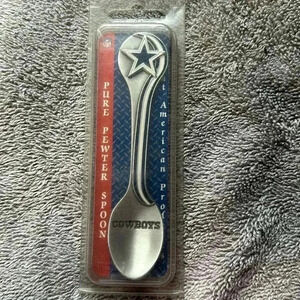 PURE PEWTER SPOON
COWBOYS
American Prod